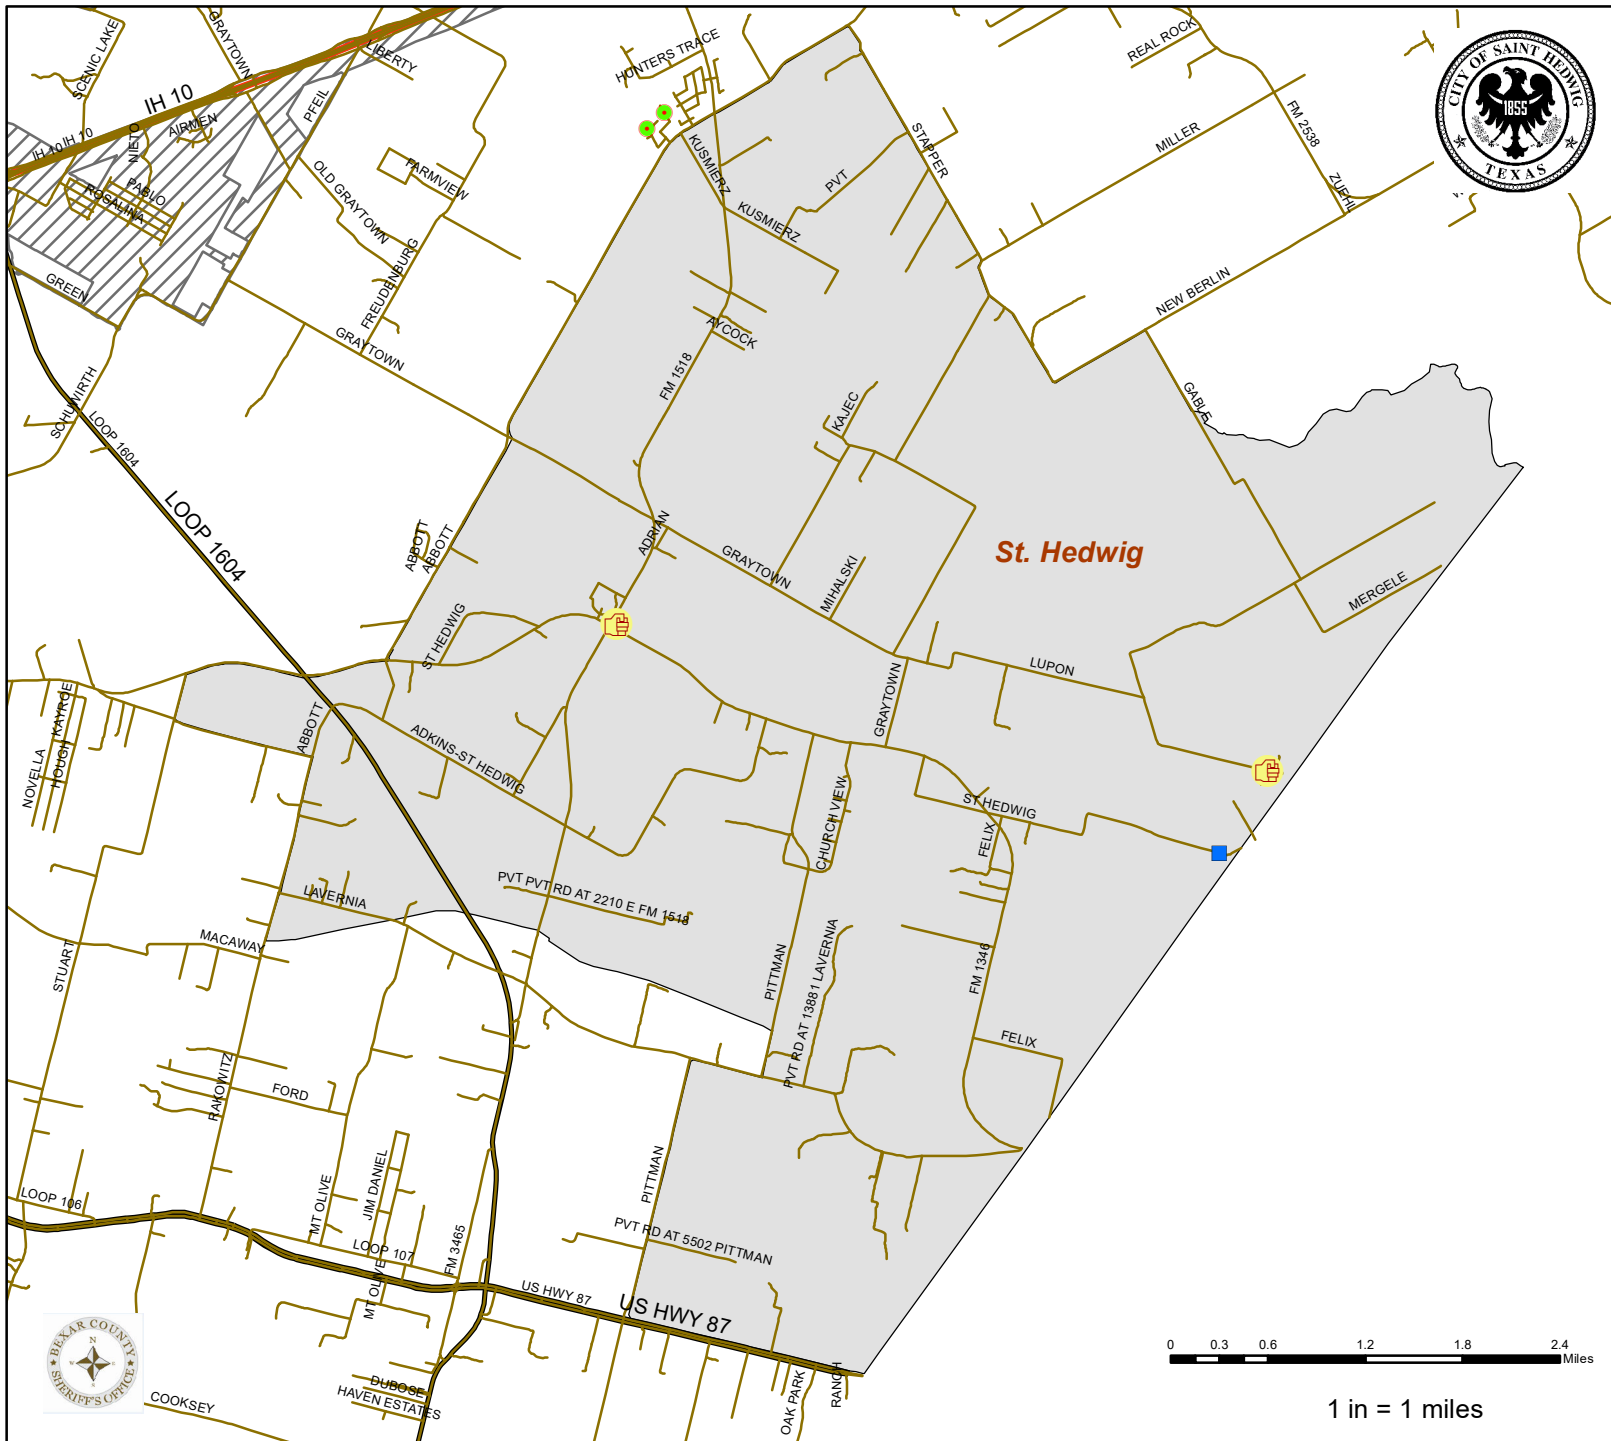 SCENIC LAKE
GRAYTOWN
LIBERTY
HUNTERS TRACE
REAL ROCK
CITY OF SAINT HEDWIG
1855
TEXAS
IH 10
IH 10 IH 10
AIRMEN
NIETO
PFEIL
PABLO
ROSALINA
OLD GRAYTOWN
FARMVIEW
FREUDENBURG
GREEN
GRAYTOWN
KUSMIERZ
KUSMIERZ
PVT
STAPPER
MILLER
FM 2538
ZUEHL
NEW BERLIN
AYCOCK
FM 1518
GABLE
KAJEC
SCHUWIRTH
LOOP 1604
LOOP 1604
ABBOTT
ABBOTT
ADRIAN
GRAYTOWN
MIHALSKI
St. Hedwig
MERGELE
ST HEDWIG
LUPON
GRAYTOWN
NOVELLA
HOUGH
KAYROE
ABBOTT
ADKINS-ST HEDWIG
CHURCH VIEW
ST HEDWIG
FELIX
LAVERNIA
PVT PVT RD AT 2210 E FM 1518
MACAWAY
STUART
PITTMAN
PVT RD AT 13881 LAVERNIA
FM 1346
FELIX
RAKOWITZ
FORD
MT OLIVE
JIM DANIEL
PITTMAN
LOOP 106
LOOP 107
FM 3465
PVT RD AT 5502 PITTMAN
MT OLIVE
US HWY 87
US HWY 87
BEXAR COUNTY
N
SHERIFF'S OFFICE
COOKSEY
DUBOSE
HAVEN ESTATES
OAK PARK
RANCH
0 0.3 0.6 1.2 1.8 2.4
Miles
1 in = 1 miles